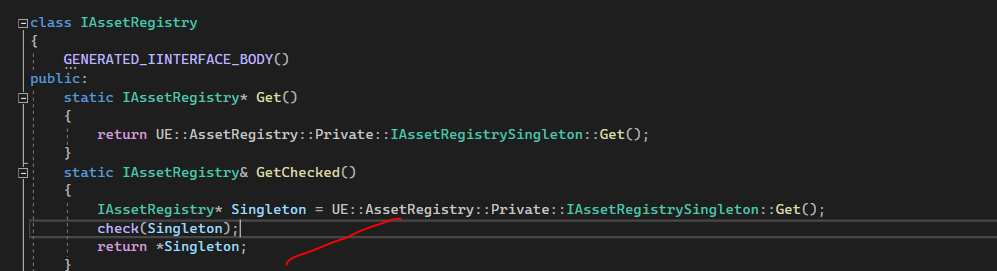 class IAssetRegistry
{
    GENERATED_IINTERFACE_BODY()
public:
    static IAssetRegistry* Get()
    {
        return UE::AssetRegistry::Private::IAssetRegistrySingleton::Get();
    }
    static IAssetRegistry& GetChecked()
    {
        IAssetRegistry* Singleton = UE::AssetRegistry::Private::IAssetRegistrySingleton::Get();
        check(Singleton);
        return *Singleton;
    }